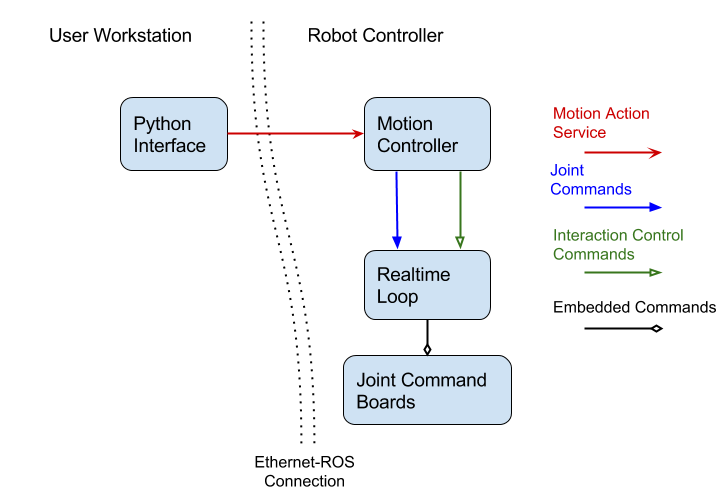 User Workstation
Robot Controller
Python
Interface
Motion
Controller
Realtime
Loop
Joint Command
Boards
Ethernet-ROS
Connection
Motion Action
Service
Joint
Commands
Interaction Control
Commands
Embedded Commands